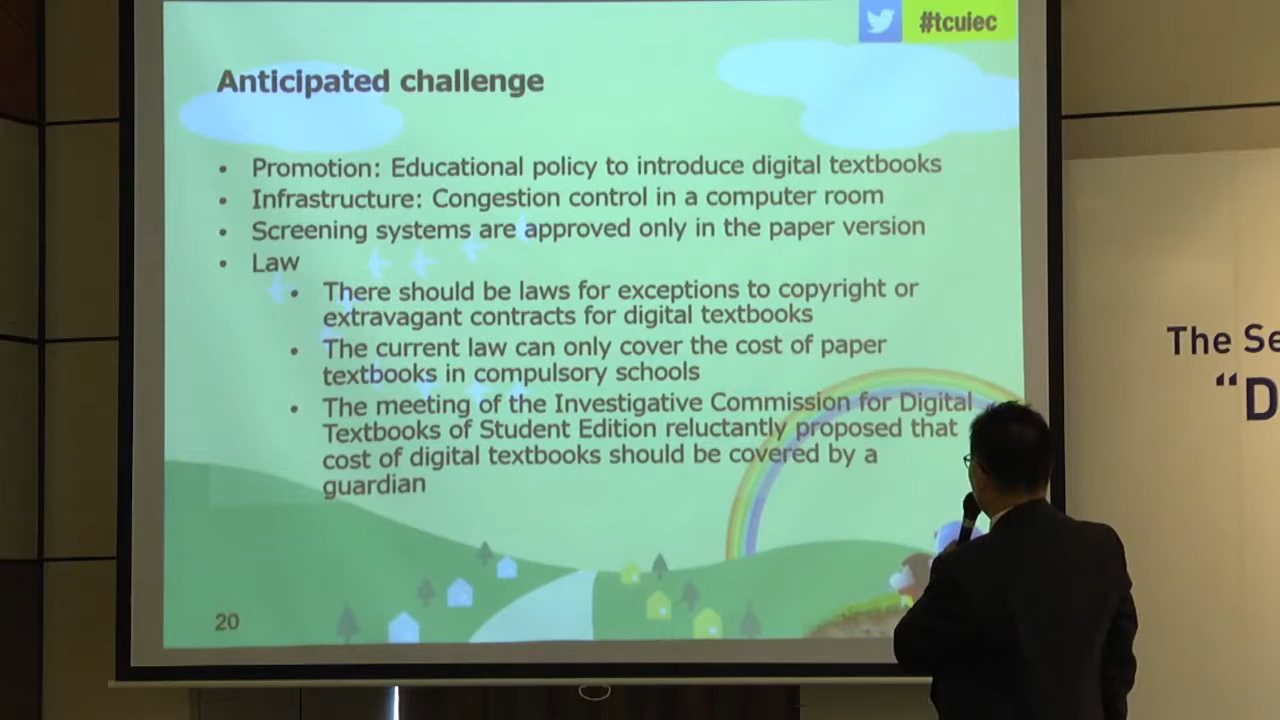 #tcuiec
Anticipated challenge
• Promotion: Educational policy to introduce digital textbooks
• Infrastructure: Congestion control in a computer room
• Screening systems are approved only in the paper version
• Law
• There should be laws for exceptions to copyright or
extravagant contracts for digital textbooks
• The current law can only cover the cost of paper
textbooks in compulsory schools
• The meeting of the Investigative Commission for Digital
Textbooks of Student Edition reluctantly proposed that
cost of digital textbooks should be covered by a
guardian
20
The Se
“D